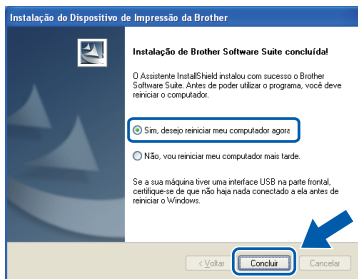 Instalação do Dispositivo de Impressão da Brother
Instalação de Brother Software Suite concluída!
O Assistente InstallShield instalou com sucesso o Brother
Software Suite. Antes de poder utilizar o programa, você deve
reiniciar o computador.
Sim, desejo reiniciar meu computador agora
Não, vou reiniciar meu computador mais tarde.
Se a sua máquina tiver uma interface USB na parte frontal,
certifique-se de que não haja nada conectado a ela antes de
reiniciar o Windows.
< Voltar Concluir Cancelar